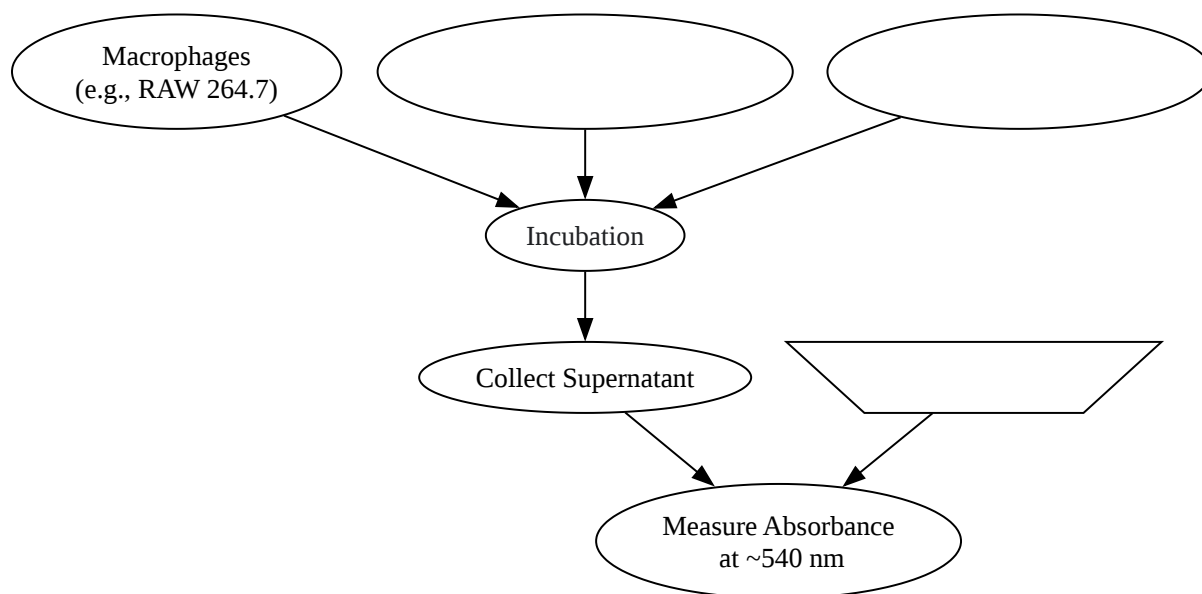 Macrophages
(e.g., RAW 264.7)
Incubation
Collect Supernatant
Measure Absorbance
at ~540 nm